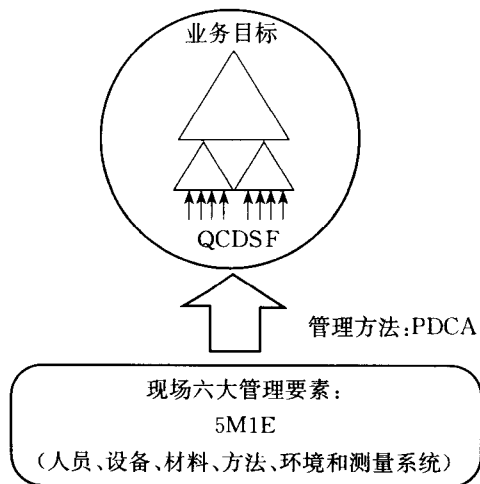 业务目标
QCDSF
管理方法:PDCA
现场六大管理要素:
5M1E
(人员、设备、材料、方法、环境和测量系统)